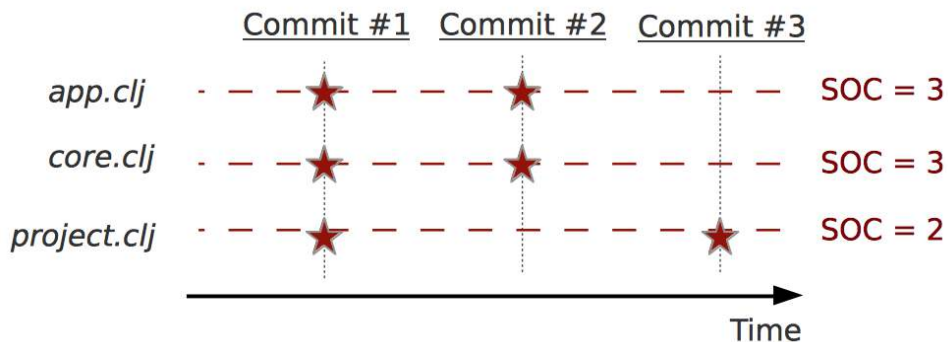 Commit #1 Commit #2 Commit #3
app.clj SOC = 3
core.clj SOC = 3
project.clj SOC = 2
Time